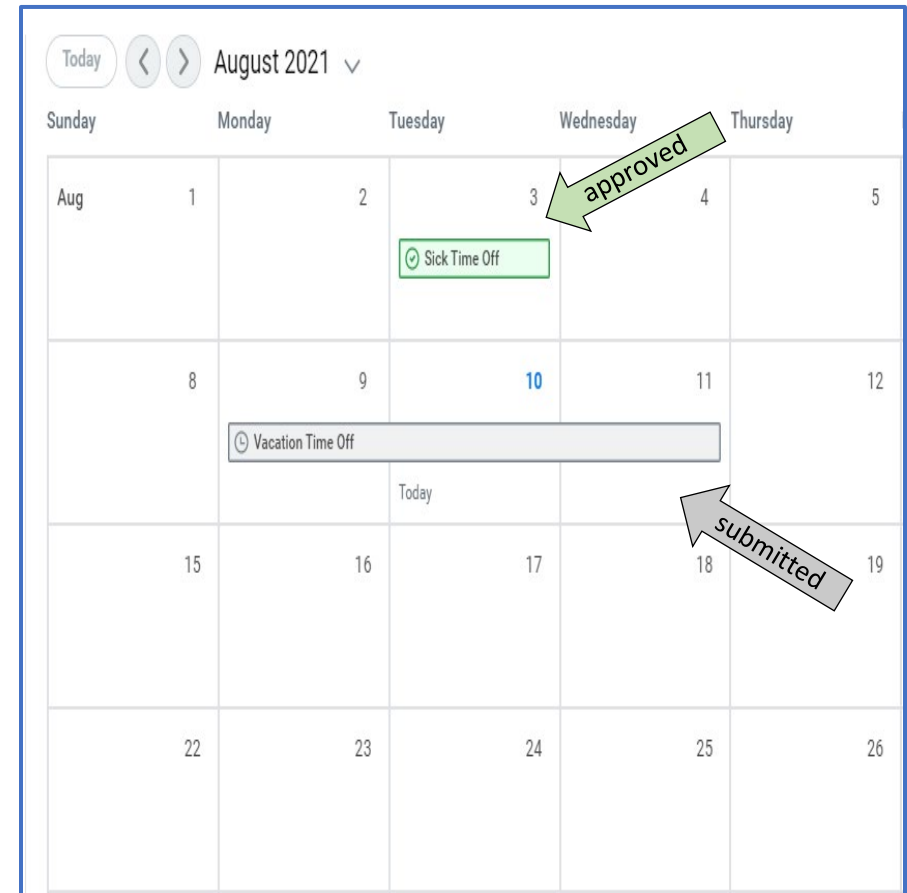 Today August 2021
Sunday Monday Tuesday Wednesday Thursday
approved
Aug 1 2 3 4 5
Sick Time Off
8 9 10 11 12
Vacation Time Off
Today
submitted
15 16 17 18 19
22 23 24 25 26